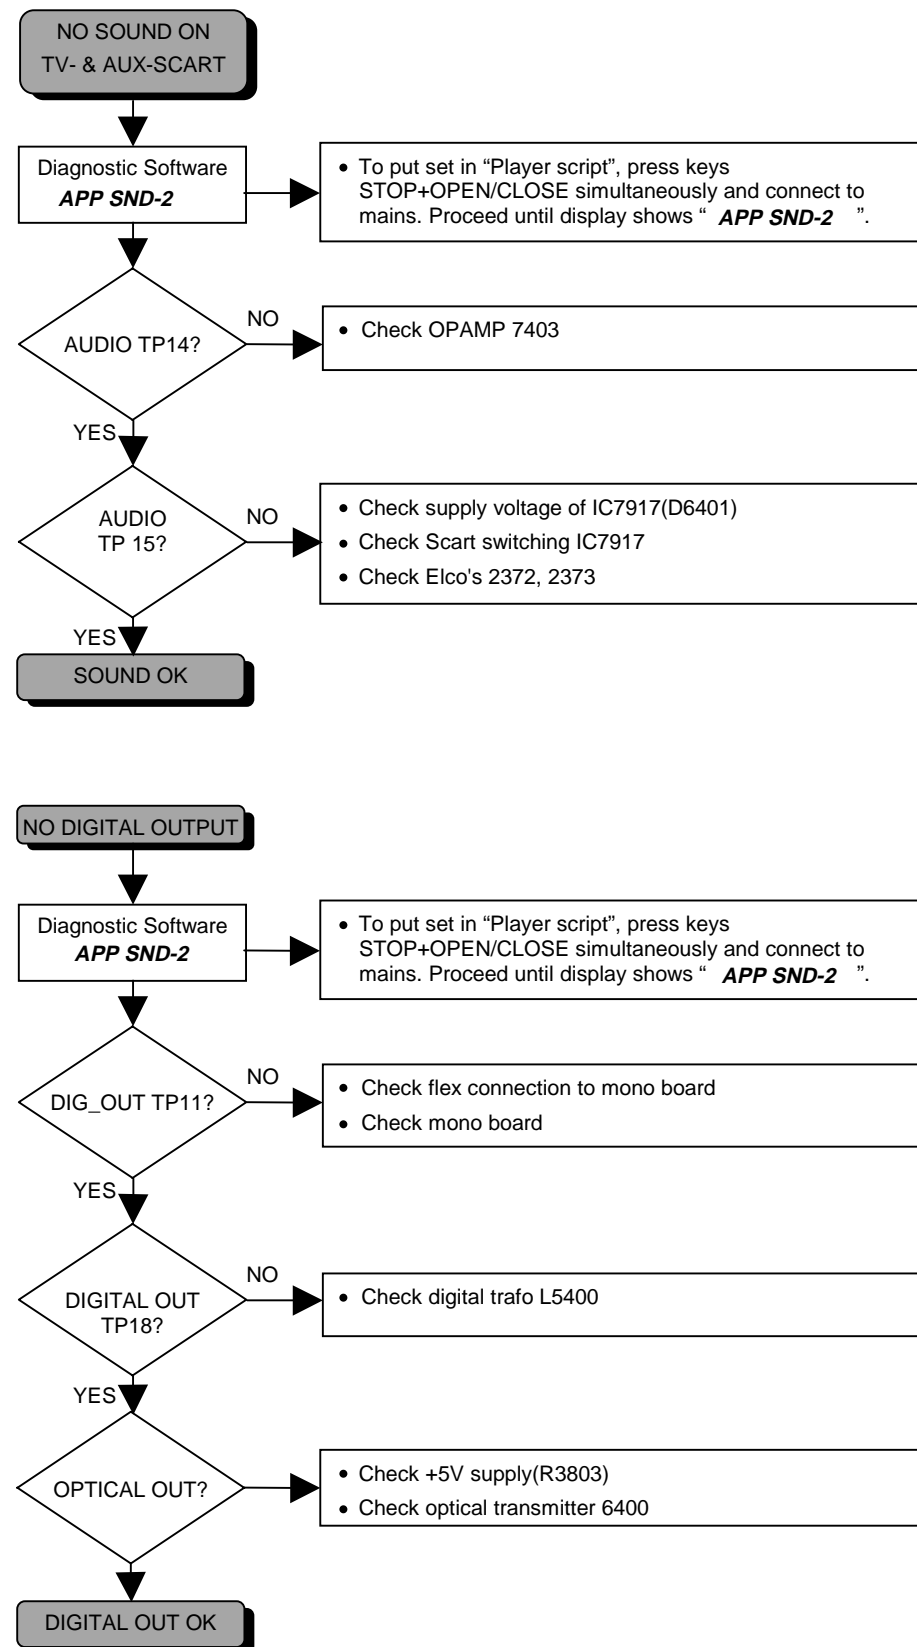 NO SOUND ON
TV- & AUX-SCART
Diagnostic Software
APP SND-2
• To put set in “Player script”, press keys
STOP+OPEN/CLOSE simultaneously and connect to
mains. Proceed until display shows “ APP SND-2 ”.
AUDIO TP14?
NO
• Check OPAMP 7403
YES
AUDIO
TP 15?
NO
• Check supply voltage of IC7917(D6401)
• Check Scart switching IC7917
• Check Elco's 2372, 2373
YES
SOUND OK
NO DIGITAL OUTPUT
Diagnostic Software
APP SND-2
• To put set in “Player script”, press keys
STOP+OPEN/CLOSE simultaneously and connect to
mains. Proceed until display shows “ APP SND-2 ”.
DIG_OUT TP11?
NO
• Check flex connection to mono board
• Check mono board
YES
DIGITAL OUT
TP18?
NO
• Check digital trafo L5400
YES
OPTICAL OUT?
• Check +5V supply(R3803)
• Check optical transmitter 6400
DIGITAL OUT OK